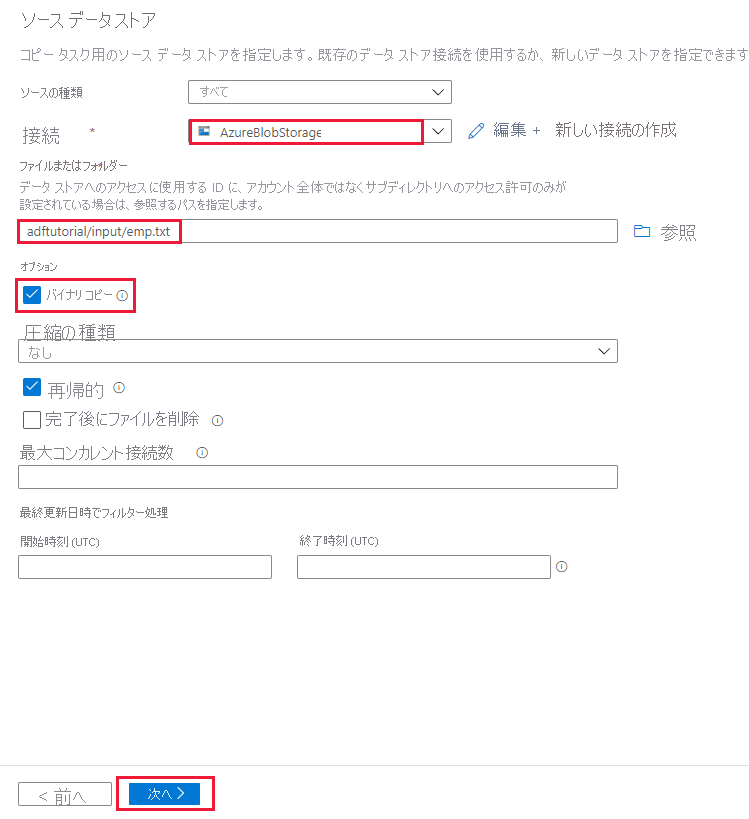 ソース データストア
コピー タスク用のソース データ ストアを指定します。既存のデータ ストア接続を使用するか、新しいデータ ストアを指定できます
ソースの種類 すべて
接続 * AzureBlobStorage 編集 + 新しい接続の作成
ファイルまたはフォルダー
データ ストアへのアクセスに使用する ID に、アカウント全体ではなくサブディレクトリへのアクセス許可のみが
設定されている場合は、参照するパスを指定します。
adftutorial/input/emp.txt 参照
オプション
バイナリ コピー
圧縮の種類
なし
再帰的
完了後にファイルを削除
最大コンカレント接続数
最終更新日時でフィルター処理
開始時刻 (UTC) 終了時刻 (UTC)
< 前へ 次へ >